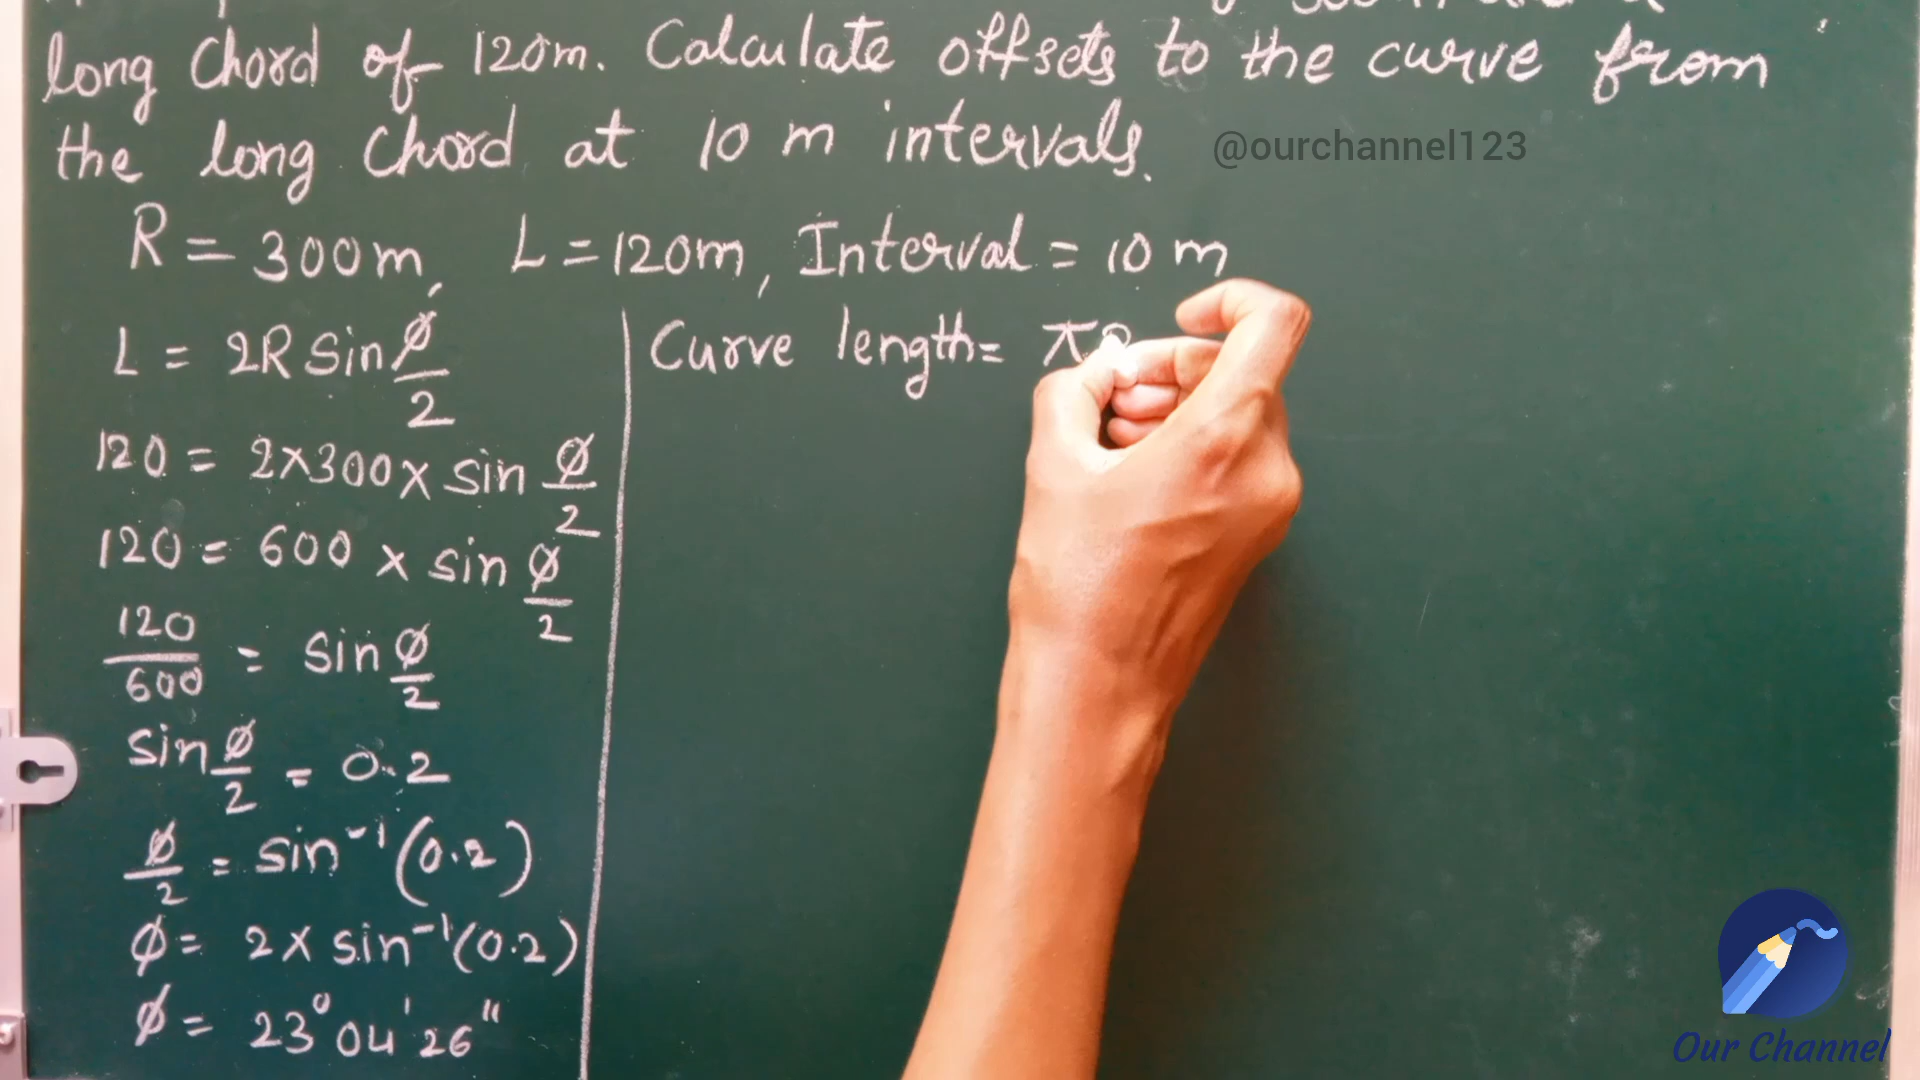 long chord of 120m. Calculate offsets to the curve from
the long chord at 10 m intervals.
@ourchannel123
R = 300m, L = 120m, Interval = 10 m
L = 2R Sin ϕ/2
120 = 2×300× sin ϕ/2
120 = 600 × sin ϕ/2
120/600 = sin ϕ/2
sin ϕ/2 = 0.2
ϕ/2 = sin⁻¹(0.2)
ϕ = 2× sin⁻¹(0.2)
ϕ = 23°04'26"
Curve length= π
Our Channel